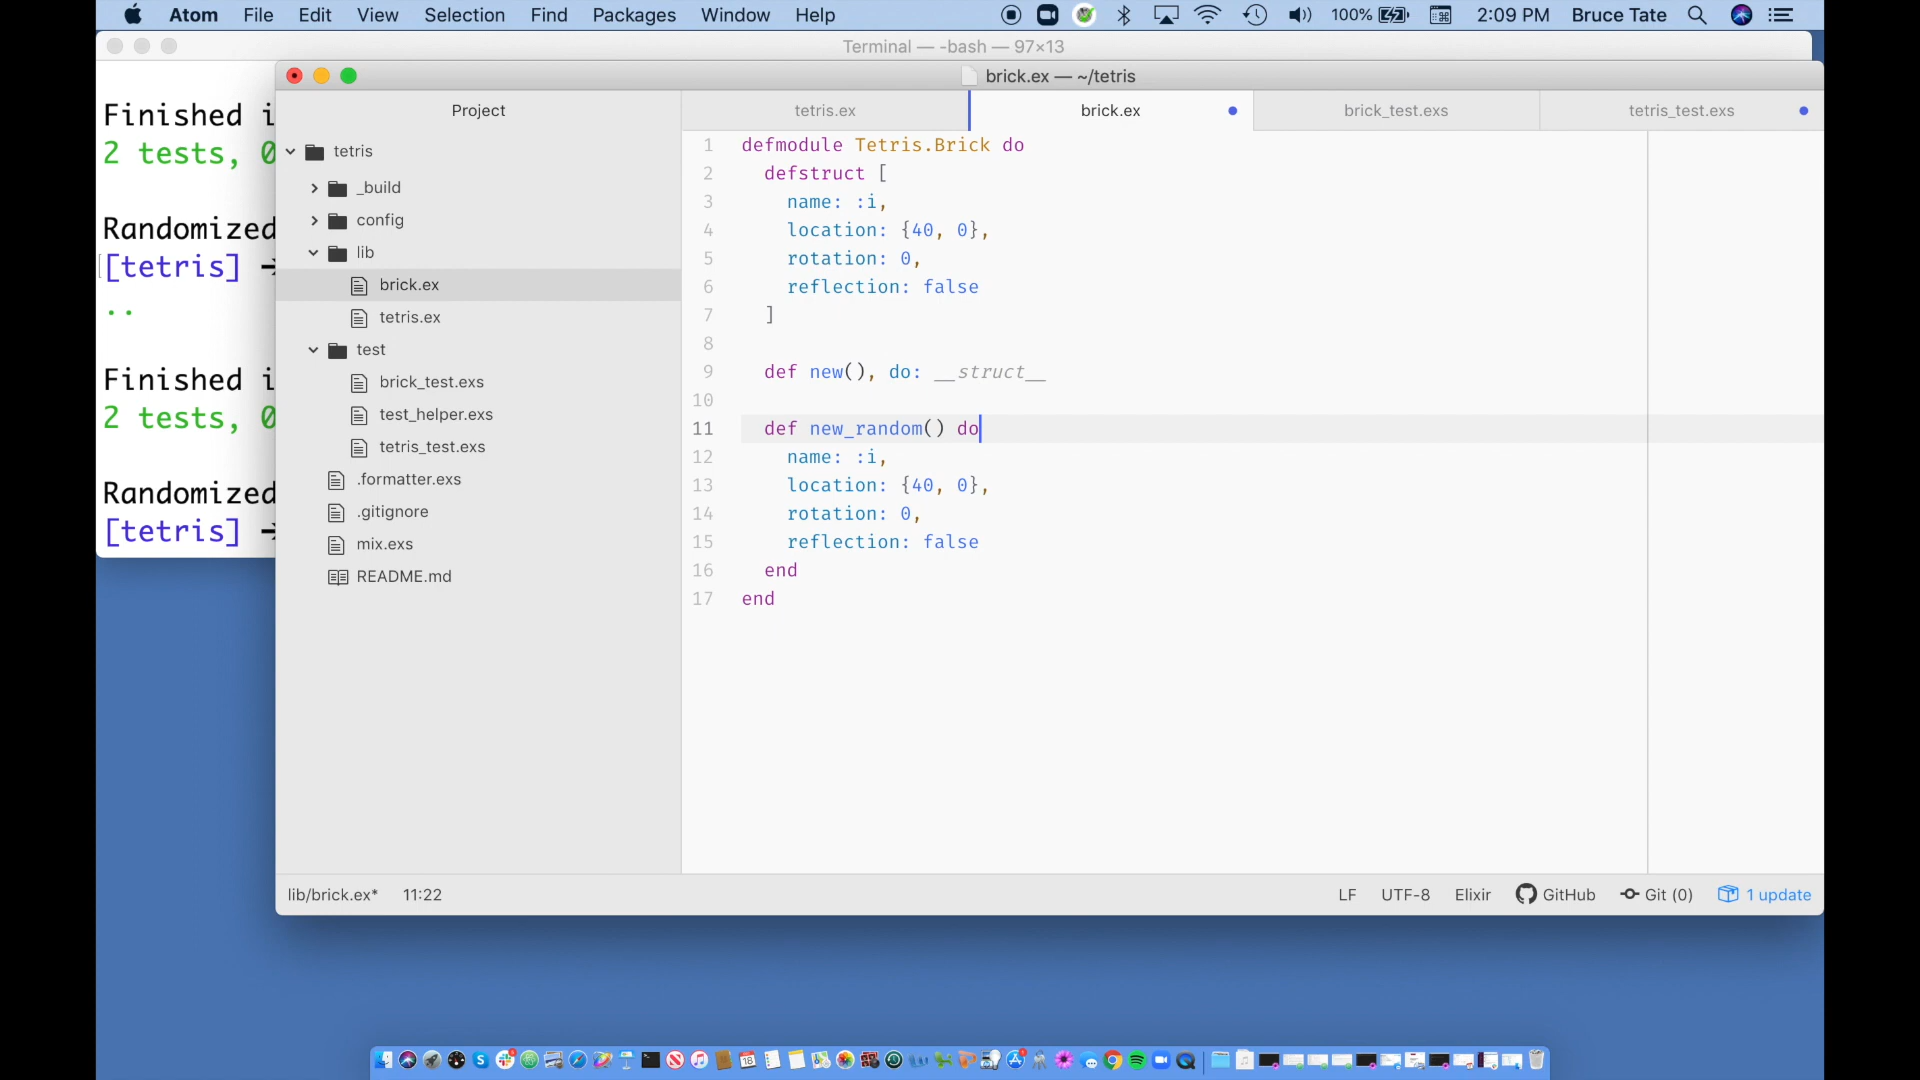 Atom File Edit View Selection Find Packages Window Help 100% 2:09 PM Bruce Tate
Terminal — -bash — 97×13
Finished i
2 tests, 0
Randomized
[tetris] →
..
Finished i
2 tests, 0
Randomized
[tetris] →
brick.ex — ~/tetris
Project
tetris
_build
config
lib
brick.ex
tetris.ex
test
brick_test.exs
test_helper.exs
tetris_test.exs
.formatter.exs
.gitignore
mix.exs
README.md
tetris.ex brick.ex brick_test.exs tetris_test.exs
1 defmodule Tetris.Brick do
2 defstruct [
3 name: :i,
4 location: {40, 0},
5 rotation: 0,
6 reflection: false
7 ]
8
9 def new(), do: __struct__
10
11 def new_random() do
12 name: :i,
13 location: {40, 0},
14 rotation: 0,
15 reflection: false
16 end
17 end
lib/brick.ex* 11:22 LF UTF-8 Elixir GitHub Git (0) 1 update